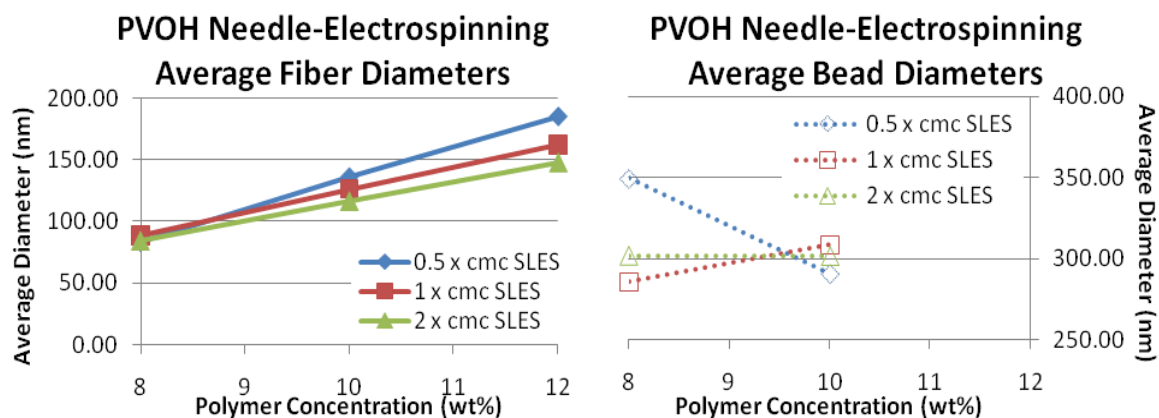 PVOH Needle-Electrospinning
Average Fiber Diameters
Average Diameter (nm)
200.00
150.00
100.00
50.00
0.00
0.5 x cmc SLES
1 x cmc SLES
2 x cmc SLES
8
9
10
11
12
Polymer Concentration (wt%)
PVOH Needle-Electrospinning
Average Bead Diameters
400.00
350.00
300.00
250.00
Average Diameter (nm)
0.5 x cmc SLES
1 x cmc SLES
2 x cmc SLES
8
9
10
11
12
Polymer Concentration (wt%)